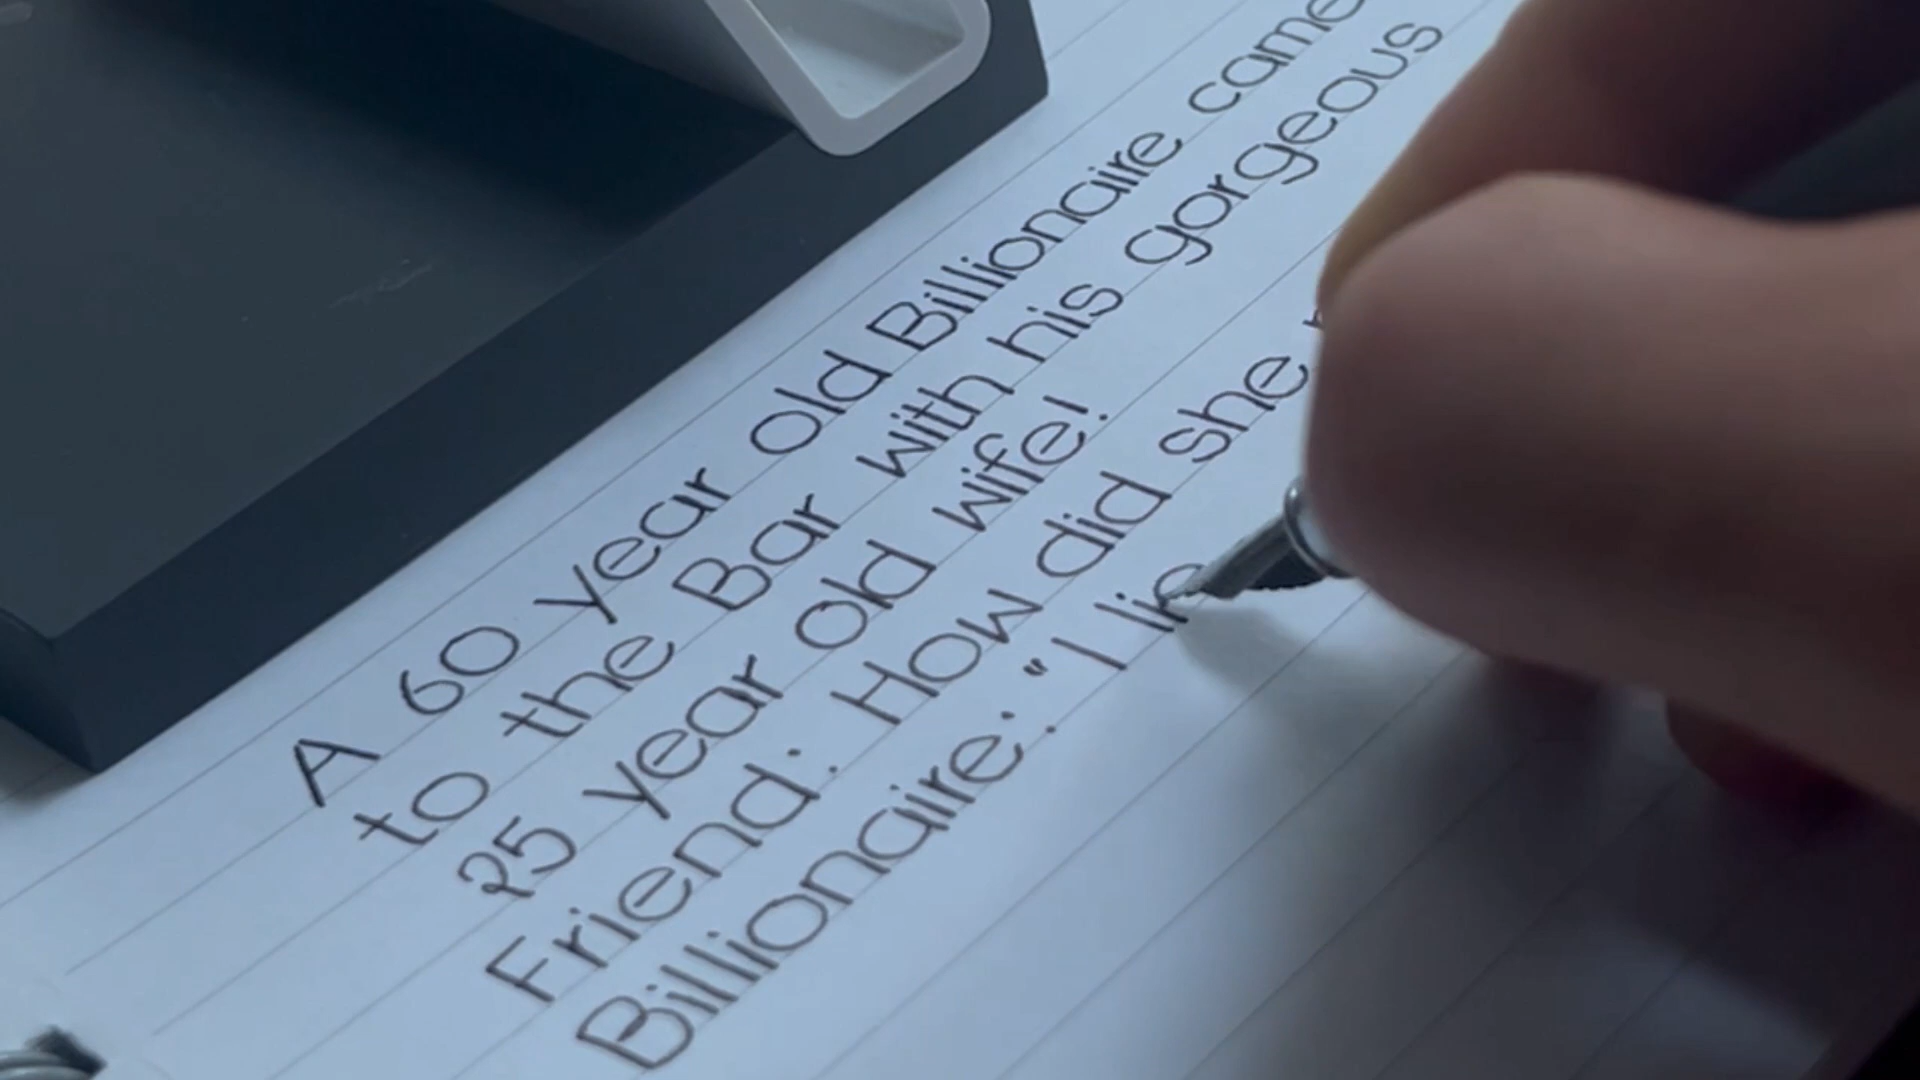 A 60 year old Billionaire came
to the Bar with his gorgeous
25 year old wife!
Friend: How did she
Billionaire: "I